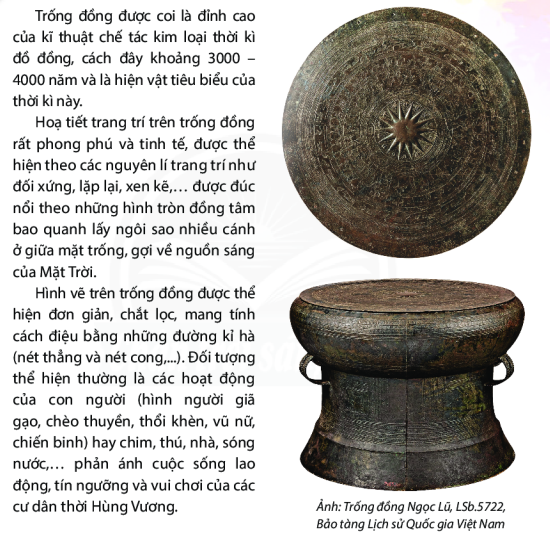 Trống đồng được coi là đỉnh cao
của kĩ thuật chế tác kim loại thời kì
đồ đồng, cách đây khoảng 3000 –
4000 năm và là hiện vật tiêu biểu của
thời kì này.
Hoạ tiết trang trí trên trống đồng
rất phong phú và tinh tế, được thể
hiện theo các nguyên lí trang trí như
đối xứng, lặp lại, xen kẽ,… được đúc
nổi theo những hình tròn đồng tâm
bao quanh lấy ngôi sao nhiều cánh
ở giữa mặt trống, gợi về nguồn sáng
của Mặt Trời.
Hình vẽ trên trống đồng được thể
hiện đơn giản, chắt lọc, mang tính
cách điệu bằng những đường kỉ hà
(nét thẳng và nét cong,...). Đối tượng
thể hiện thường là các hoạt động
của con người (hình người giã
gạo, chèo thuyền, thổi khèn, vũ nữ,
chiến binh) hay chim, thú, nhà, sóng
nước,… phản ánh cuộc sống lao
động, tín ngưỡng và vui chơi của các
cư dân thời Hùng Vương.
Ảnh: Trống đồng Ngọc Lũ, LSb.5722,
Bảo tàng Lịch sử Quốc gia Việt Nam